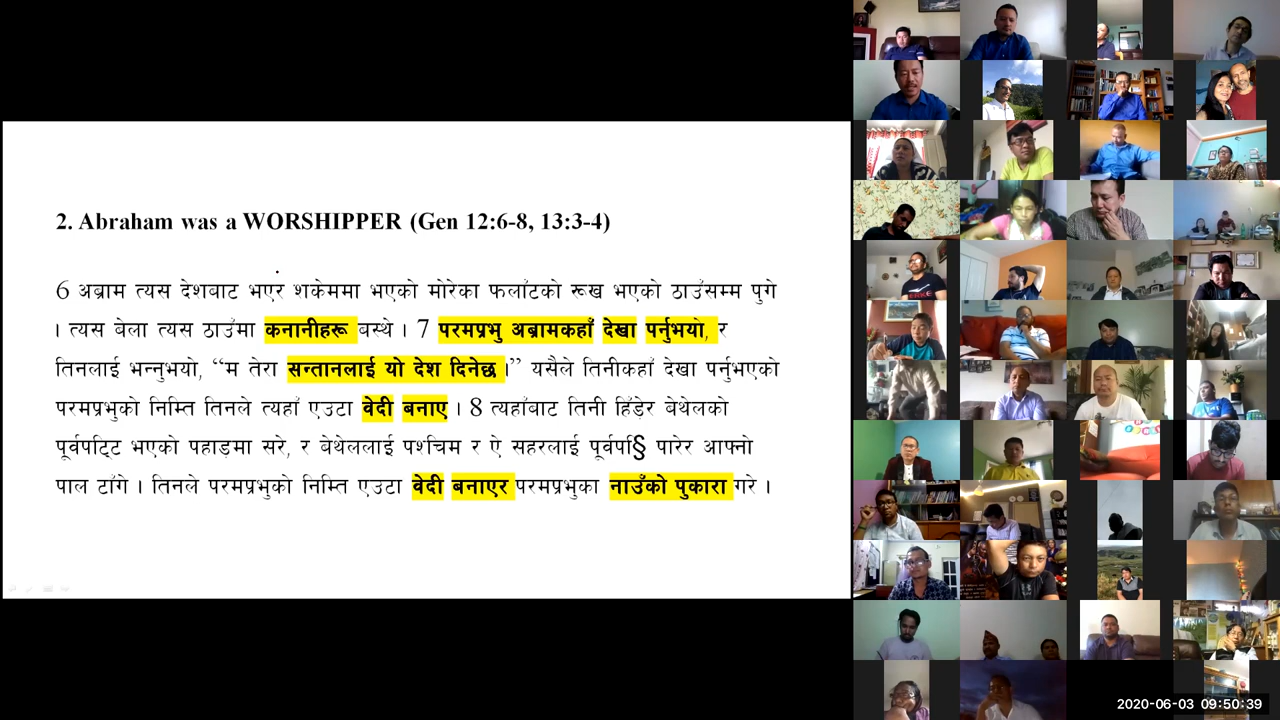 2. Abraham was a WORSHIPPER (Gen 12:6-8, 13:3-4)
6 अब्राम त्यस देशबाट भएर शकेममा भएको मोरेका फलाँटको रूख भएको ठाउँसम्म पुगे
। त्यस बेला त्यस ठाउँमा कनानीहरू बस्थे । 7 परमप्रभु अब्रामकहाँ देखा पर्नुभयो, र
तिनलाई भन्नुभयो, “म तेरा सन्तानलाई यो देश दिनेछ ।” यसैले तिनीकहाँ देखा पर्नुभएको
परमप्रभुको निम्ति तिनले त्यहाँ एउटा वेदी बनाए । 8 त्यहाँबाट तिनी हिँडेर बेथेलको
पूर्वपट्टि भएको पहाड़मा सरे, र बेथेललाई पश्चिम र ऐ सहरलाई पूर्वपर्§ पारेर आफ्नो
पाल टाँगे । तिनले परमप्रभुको निम्ति एउटा वेदी बनाएर परमप्रभुका नाउँको पुकारा गरे ।
2020-06-03 09:50:39